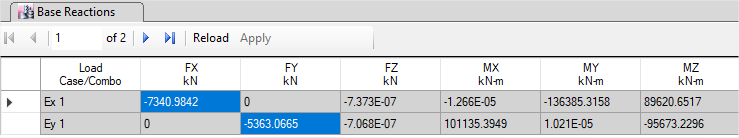 Base Reactions
1 of 2 Reload Apply
Load Case/Combo FX kN FY kN FZ kN MX kN-m MY kN-m MZ kN-m
Ex 1 -7340.9842 0 -7.373E-07 -1.266E-05 -136385.3158 89620.6517
Ey 1 0 -5363.0665 -7.068E-07 101135.3949 1.021E-05 -95673.2296